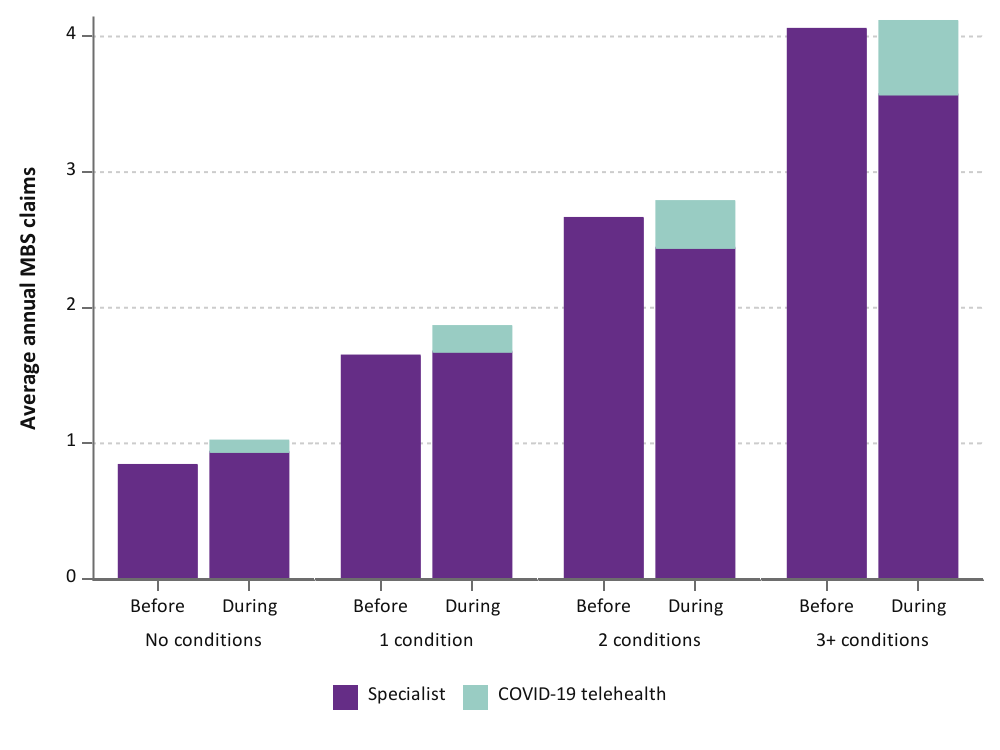 Average annual MBS claims
4
3
2
1
0
Before During Before During Before During Before During
No conditions 1 condition 2 conditions 3+ conditions
Specialist COVID-19 telehealth